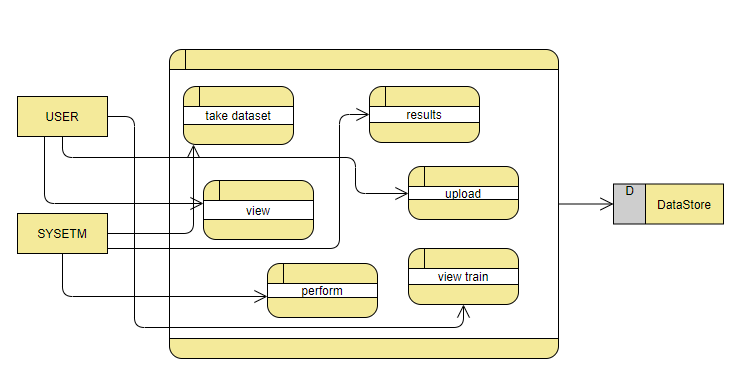 USER
take dataset
results
view
upload
D
DataStore
SYSETM
perform
view train